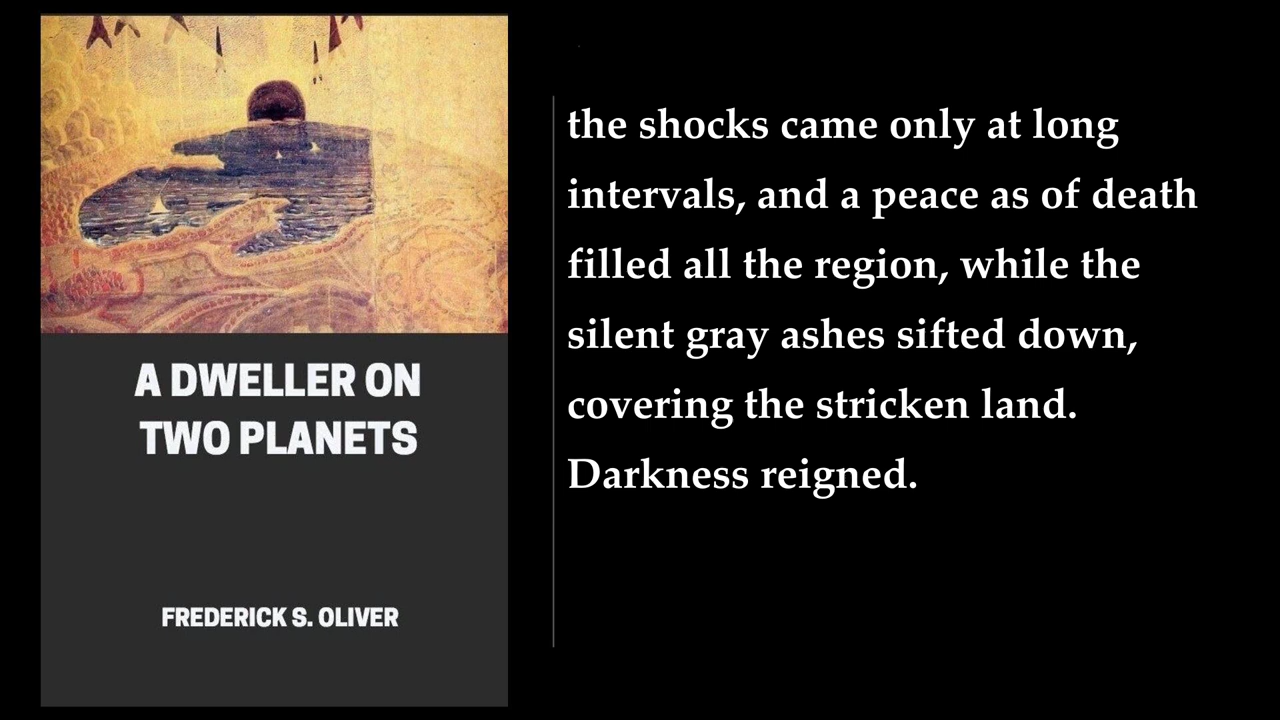 A DWELLER ON
TWO PLANETS
FREDERICK S. OLIVER
the shocks came only at long
intervals, and a peace as of death
filled all the region, while the
silent gray ashes sifted down,
covering the stricken land.
Darkness reigned.